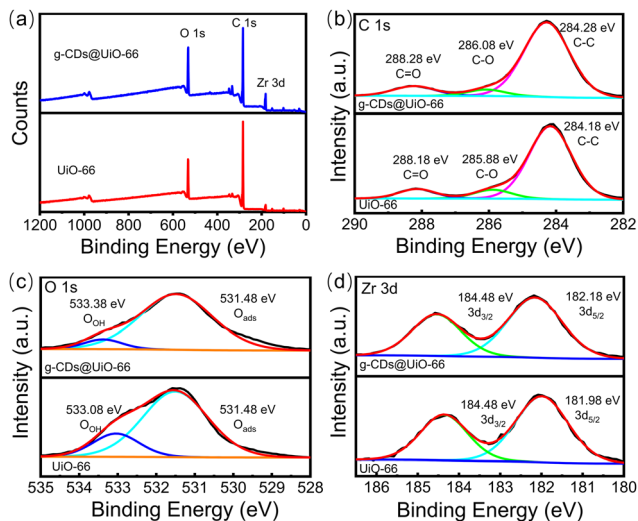 (a)
O 1s
C 1s
g-CDs@UiO-66
Zr 3d
Counts
UiO-66
1200 1000 800 600 400 200 0
Binding Energy (eV)
(b)
C 1s
284.28 eV
C-C
286.08 eV
C-O
288.28 eV
C=O
g-CDs@UiO-66
Intensity (a.u.)
284.18 eV
C-C
288.18 eV
C=O
285.88 eV
C-O
UiO-66
290 288 286 284 282
Binding Energy (eV)
(c)
O 1s
533.38 eV
OOH
531.48 eV
Oads
g-CDs@UiO-66
Intensity (a.u.)
533.08 eV
OOH
531.48 eV
Oads
UiO-66
535 534 533 532 531 530 529 528
Binding Energy (eV)
(d)
Zr 3d
184.48 eV
3d3/2
182.18 eV
3d5/2
g-CDs@UiO-66
Intensity (a.u.)
184.48 eV
3d3/2
181.98 eV
3d5/2
UiO-66
186 185 184 183 182 181 180
Binding Energy (eV)